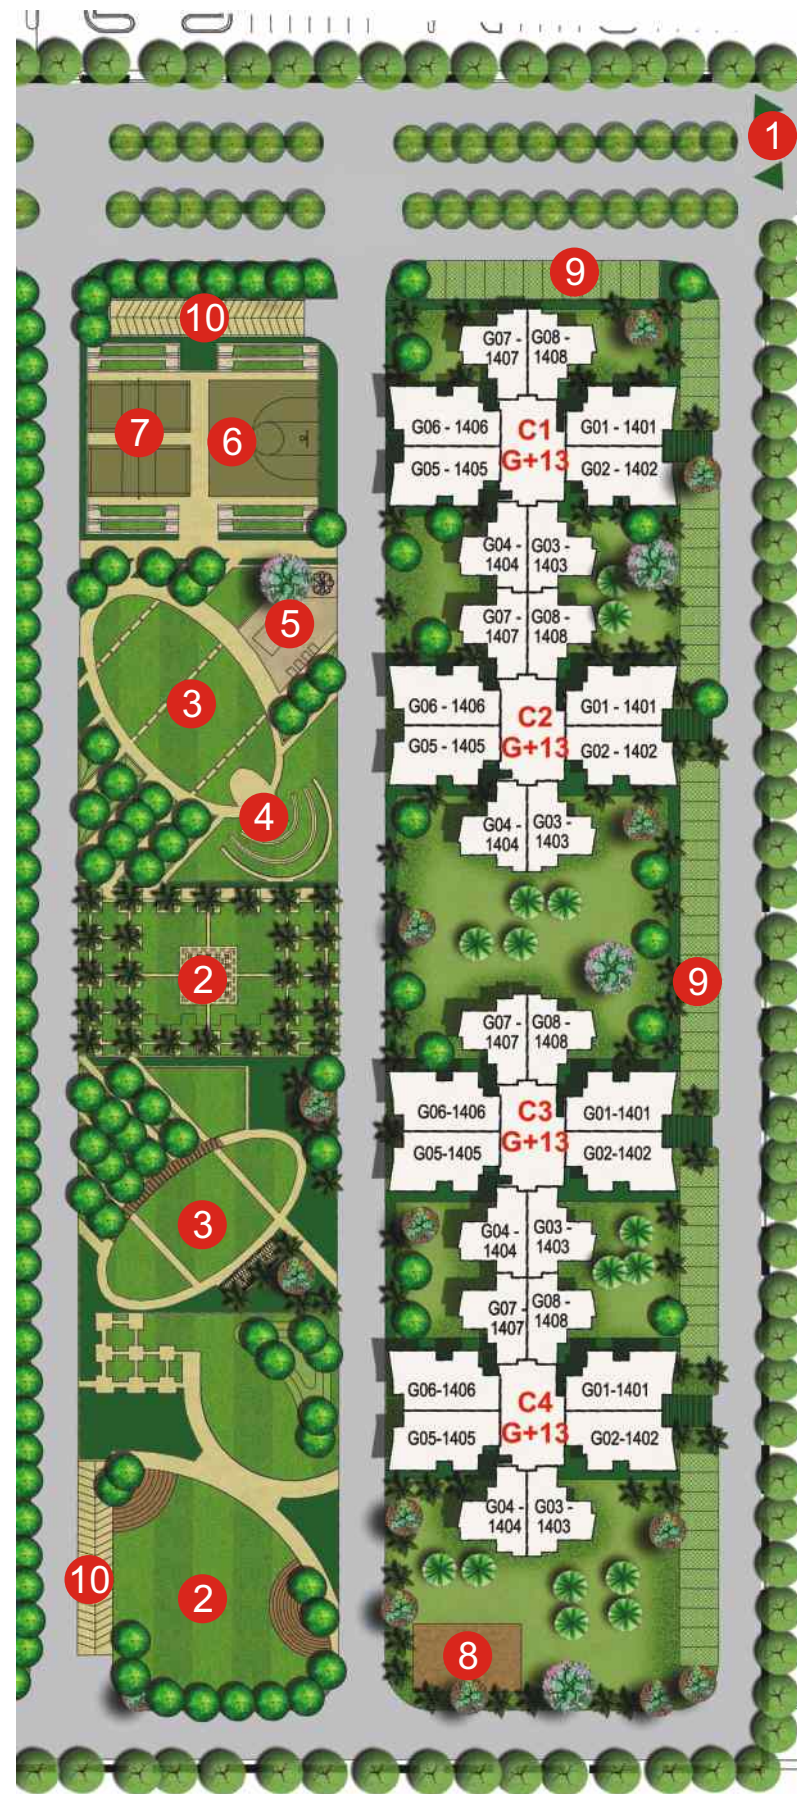 1
9
10
G07 -
1407
G08 -
1408
7
6
G06 - 1406
C1
G+13
G01 - 1401
G05 - 1405
G02 - 1402
G04 -
1404
G03 -
1403
5
G07 -
1407
G08 -
1408
3
G06 - 1406
C2
G+13
G01 - 1401
G05 - 1405
G02 - 1402
4
G04 -
1404
G03 -
1403
2
9
G07 -
1407
G08 -
1408
G06-1406
C3
G+13
G01-1401
G05-1405
G02-1402
3
G04 -
1404
G03 -
1403
G07 -
1407
G08 -
1408
G06-1406
C4
G+13
G01-1401
G05-1405
G02-1402
G04 -
1404
G03 -
1403
10
2
8